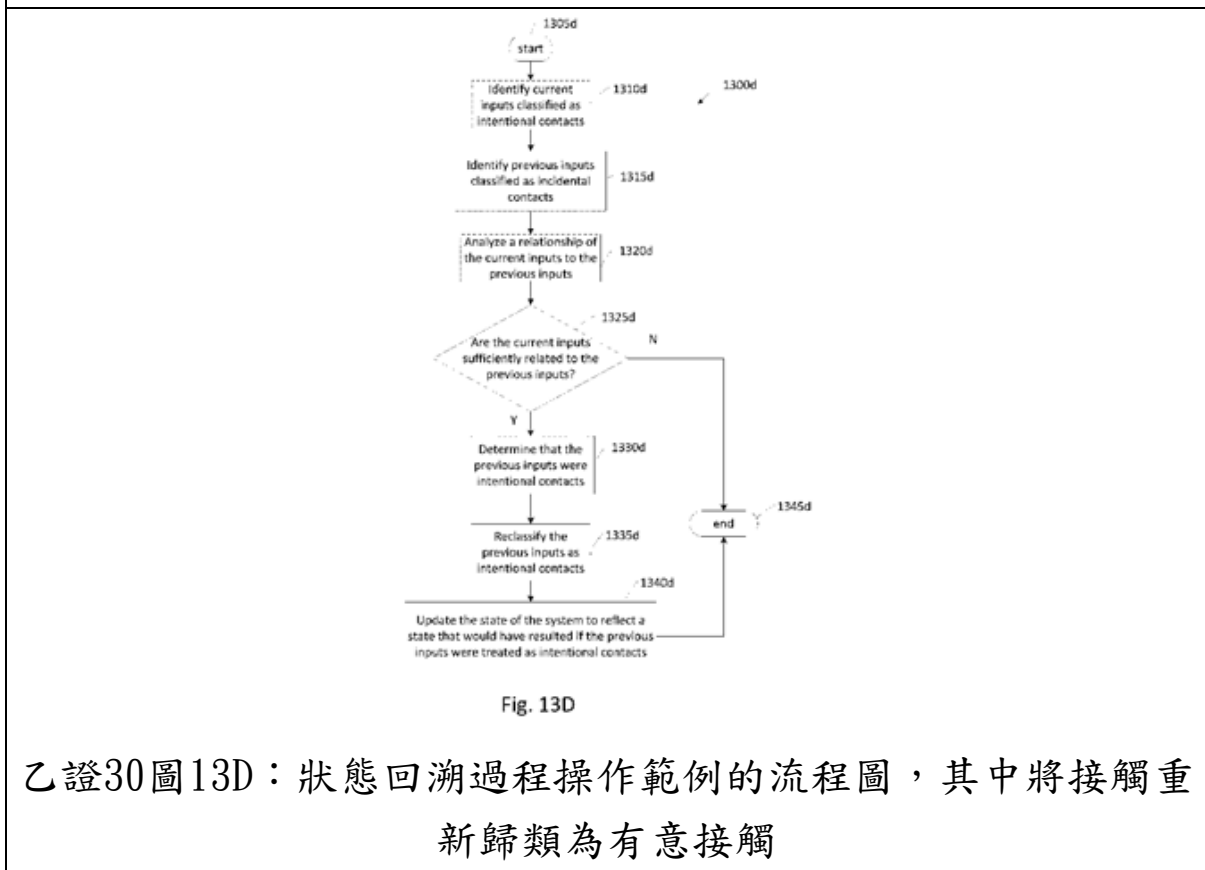 1305d
start
Identify current
inputs classified as
intentional contacts
1310d
1300d
Identify previous inputs
classified as incidental
contacts
1315d
Analyze a relationship of
the current inputs to the
previous inputs
1320d
1325d
Are the current inputs
sufficiently related to the
previous inputs?
N
Y
Determine that the
previous inputs were
intentional contacts
1330d
Reclassify the
previous inputs as
intentional contacts
1335d
end
1345d
1340d
Update the state of the system to reflect a
state that would have resulted if the previous
inputs were treated as intentional contacts
Fig. 13D
乙證30圖13D：狀態回溯過程操作範例的流程圖，其中將接觸重
新歸類為有意接觸